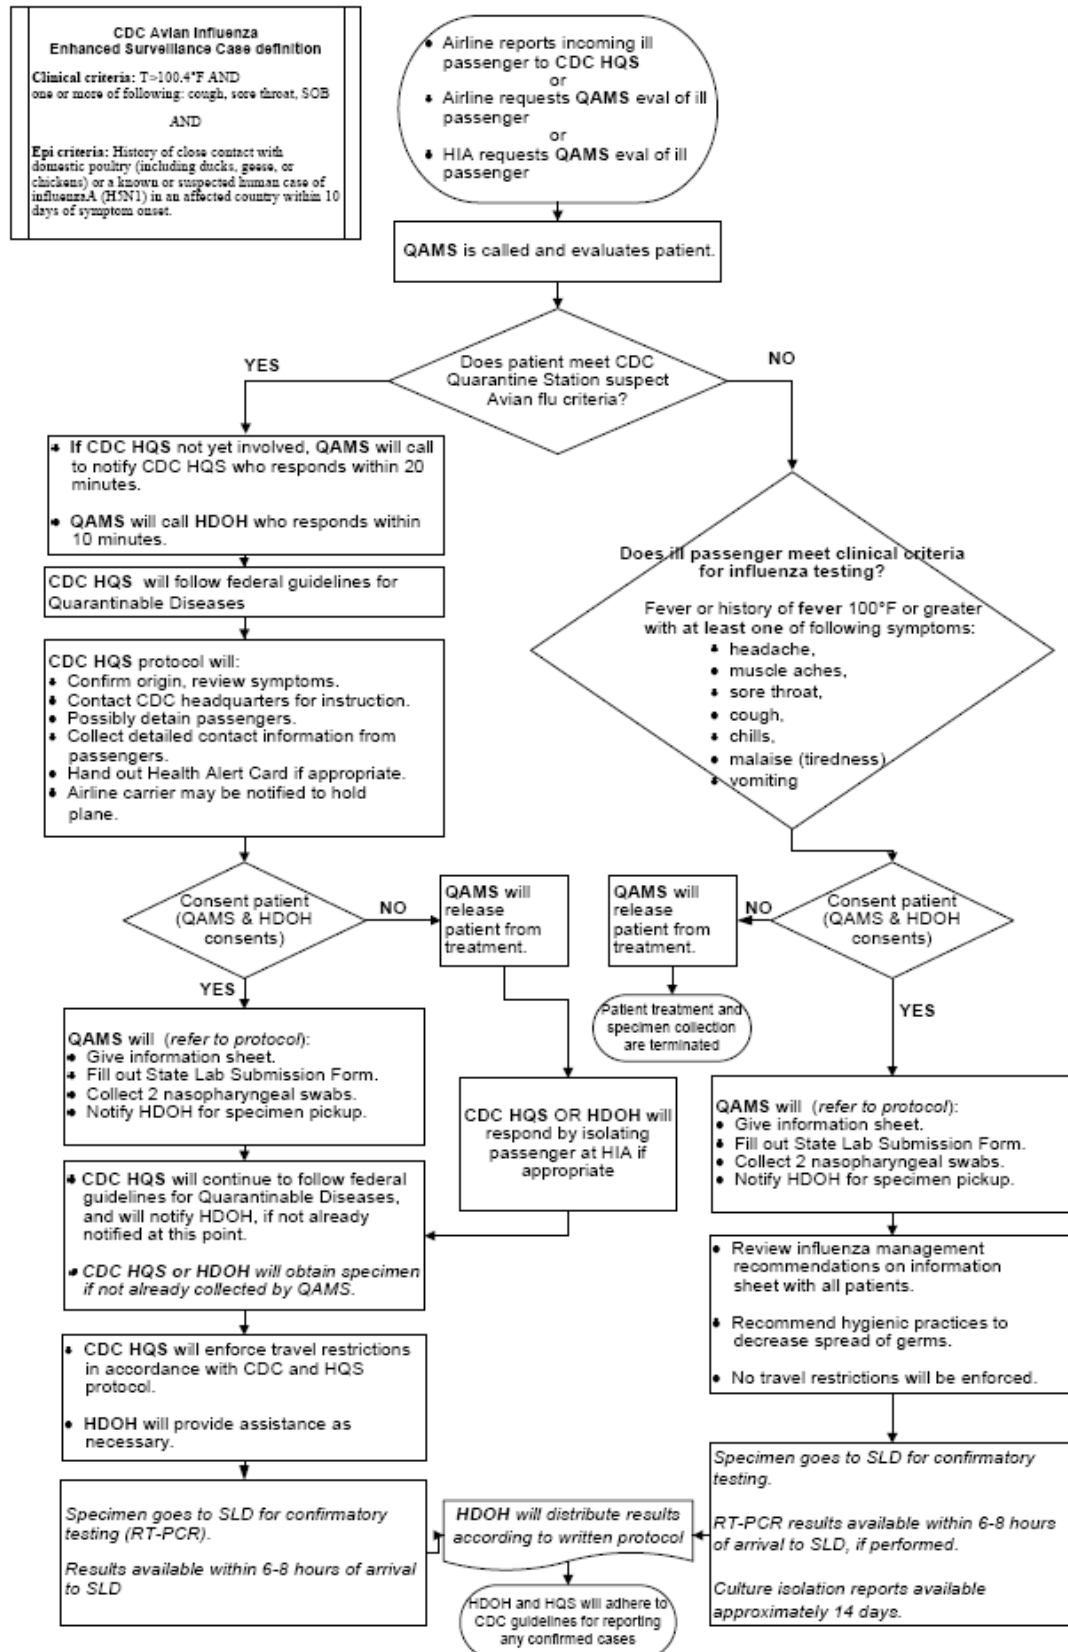 CDC Avian Influenza
Enhanced Surveillance Case definition
Clinical criteria: T>100.4°F AND
one or more of following: cough, sore throat, SOB
AND
Epi criteria: History of close contact with
domestic poultry (including ducks, geese, or
chickens) or a known or suspected human case of
influenzaA (H5N1) in an affected country within 10
days of symptom onset.
• Airline reports incoming ill
passenger to CDC HQS
or
• Airline requests QAMS eval of ill
passenger
or
• HIA requests QAMS eval of ill
passenger
QAMS is called and evaluates patient.
Does patient meet CDC
Quarantine Station suspect
Avian flu criteria?
YES
NO
• If CDC HQS not yet involved, QAMS will call
to notify CDC HQS who responds within 20
minutes.
• QAMS will call HDOH who responds within
10 minutes.
CDC HQS will follow federal guidelines for
Quarantinable Diseases
CDC HQS protocol will:
• Confirm origin, review symptoms.
• Contact CDC headquarters for instruction.
• Possibly detain passengers.
• Collect detailed contact information from
passengers.
• Hand out Health Alert Card if appropriate.
• Airline carrier may be notified to hold
plane.
Does ill passenger meet clinical criteria
for influenza testing?
Fever or history of fever 100°F or greater
with at least one of following symptoms:
• headache,
• muscle aches,
• sore throat,
• cough,
• chills,
• malaise (tiredness)
• vomiting
Consent patient
(QAMS & HDOH
consents)
NO
YES
QAMS will
release
patient from
treatment.
QAMS will
release
patient from
treatment.
NO
Consent patient
(QAMS & HDOH
consents)
YES
Patient treatment and
specimen collection
are terminated
QAMS will (refer to protocol):
• Give information sheet.
• Fill out State Lab Submission Form.
• Collect 2 nasopharyngeal swabs.
• Notify HDOH for specimen pickup.
CDC HQS OR HDOH will
respond by isolating
passenger at HIA if
appropriate
QAMS will (refer to protocol):
• Give information sheet.
• Fill out State Lab Submission Form.
• Collect 2 nasopharyngeal swabs.
• Notify HDOH for specimen pickup.
• CDC HQS will continue to follow federal
guidelines for Quarantinable Diseases,
and will notify HDOH, if not already
notified at this point.
• CDC HQS or HDOH will obtain specimen
if not already collected by QAMS.
• Review influenza management
recommendations on information
sheet with all patients.
• Recommend hygienic practices to
decrease spread of germs.
• No travel restrictions will be enforced.
• CDC HQS will enforce travel restrictions
in accordance with CDC and HQS
protocol.
• HDOH will provide assistance as
necessary.
Specimen goes to SLD for confirmatory
testing (RT-PCR).
Results available within 6-8 hours of arrival
to SLD
HDOH will distribute results
according to written protocol
Specimen goes to SLD for confirmatory
testing.
RT-PCR results available within 6-8 hours
of arrival to SLD, if performed.
Culture isolation reports available
approximately 14 days.
HDOH and HQS will adhere to
CDC guidelines for reporting
any confirmed cases